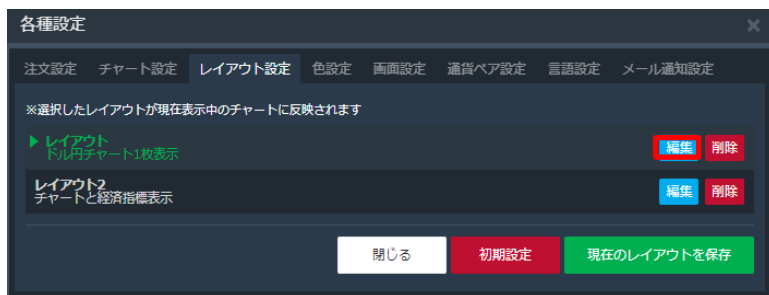 各種設定
×
注文設定 チャート設定 レイアウト設定 色設定 画面設定 通貨ペア設定 言語設定 メール通知設定
※選択したレイアウトが現在表示中のチャートに反映されます
▶ レイアウト
ドル円チャート1枚表示
編集 削除
レイアウト2
チャートと経済指標表示
編集 削除
閉じる 初期設定 現在のレイアウトを保存